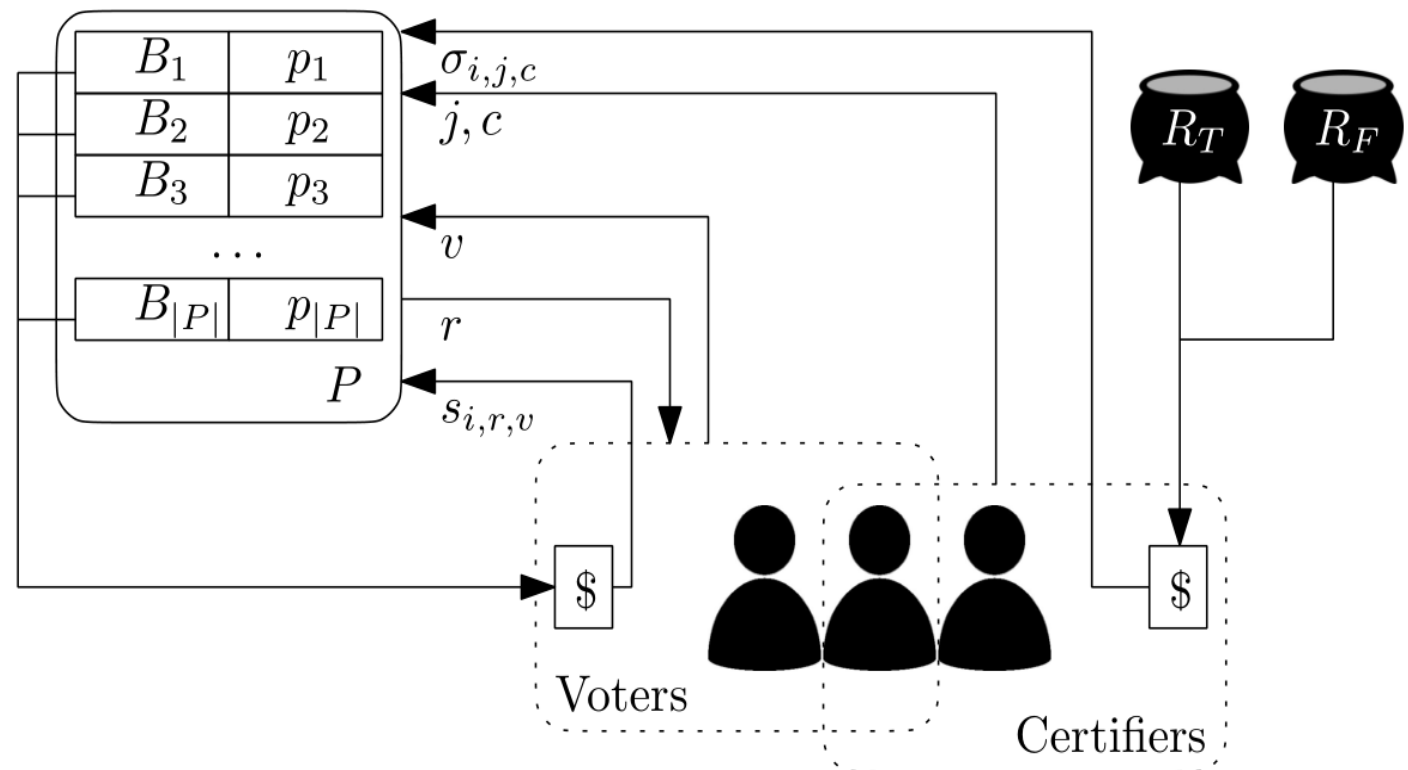 B_1 p_1
B_2 p_2
B_3 p_3
...
B_{|P|} p_{|P|}
P
σ_{i,j,c}
j, c
v
r
s_{i,r,v}
R_T R_F
$ $
Voters
Certifiers